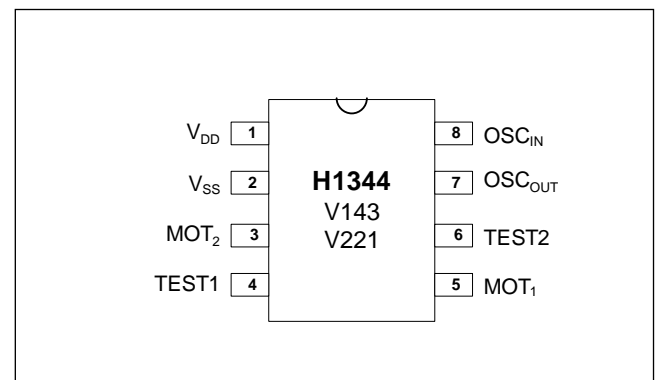 V_DD 1 8 OSC_IN
V_SS 2 H1344 7 OSC_OUT
V143
MOT_2 3 V221 6 TEST2
TEST1 4 5 MOT_1